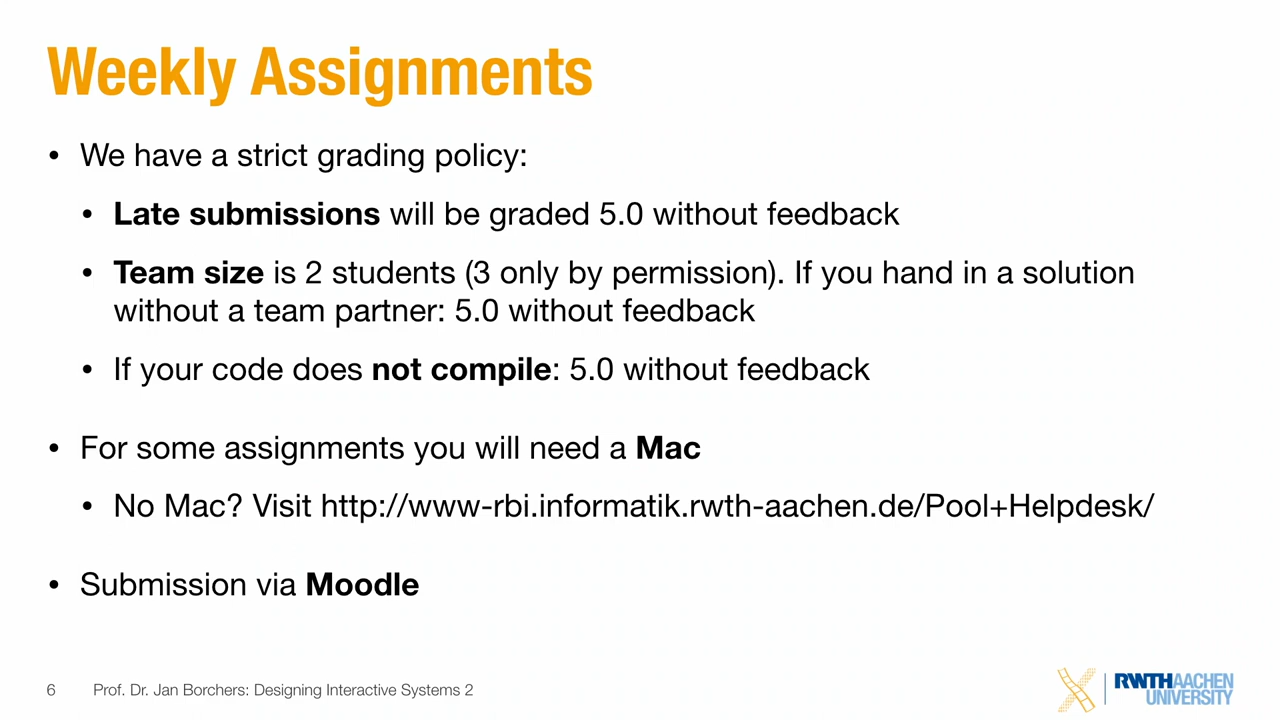 Weekly Assignments
• We have a strict grading policy:
• Late submissions will be graded 5.0 without feedback
• Team size is 2 students (3 only by permission). If you hand in a solution
without a team partner: 5.0 without feedback
• If your code does not compile: 5.0 without feedback
• For some assignments you will need a Mac
• No Mac? Visit http://www-rbi.informatik.rwth-aachen.de/Pool+Helpdesk/
• Submission via Moodle
6 Prof. Dr. Jan Borchers: Designing Interactive Systems 2
RWTHAACHEN
UNIVERSITY